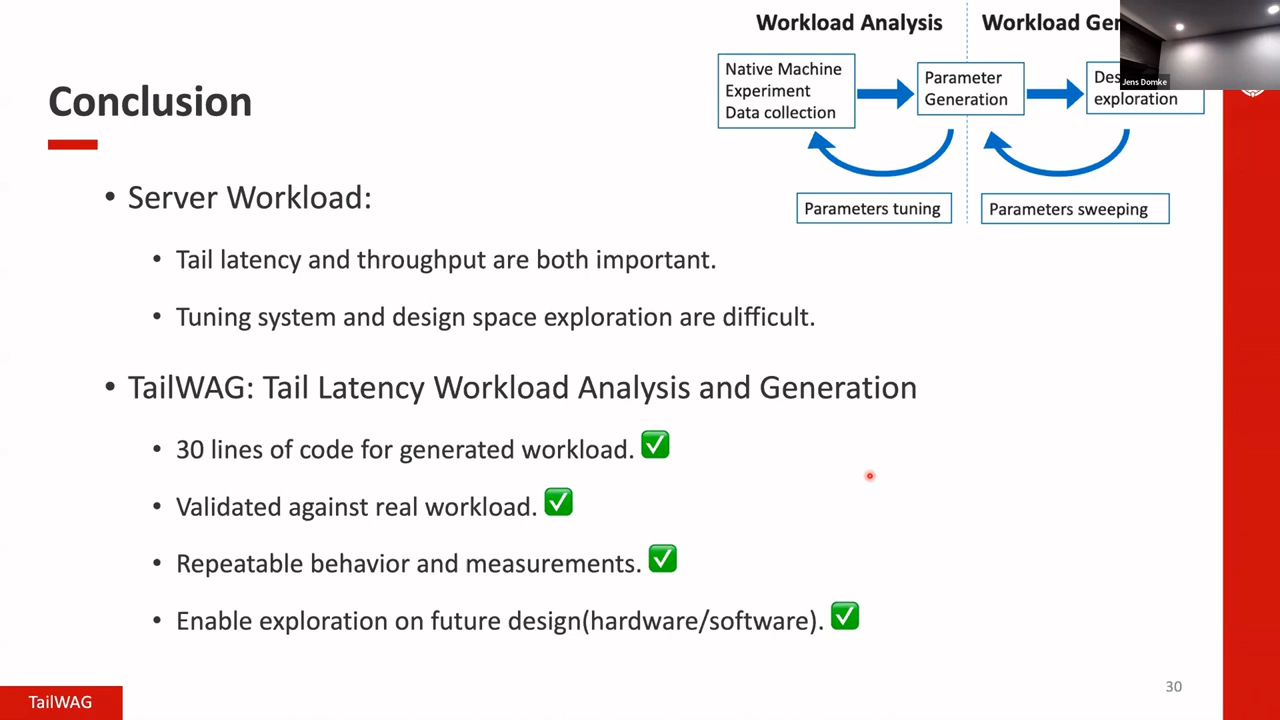 Workload Analysis
Workload Ge
Jens Domke
Native Machine
Experiment
Data collection
Parameter
Generation
Des
exploration
Parameters tuning
Parameters sweeping
Conclusion
• Server Workload:
• Tail latency and throughput are both important.
• Tuning system and design space exploration are difficult.
• TailWAG: Tail Latency Workload Analysis and Generation
• 30 lines of code for generated workload. ✅
• Validated against real workload. ✅
• Repeatable behavior and measurements. ✅
• Enable exploration on future design(hardware/software). ✅
TailWAG
30